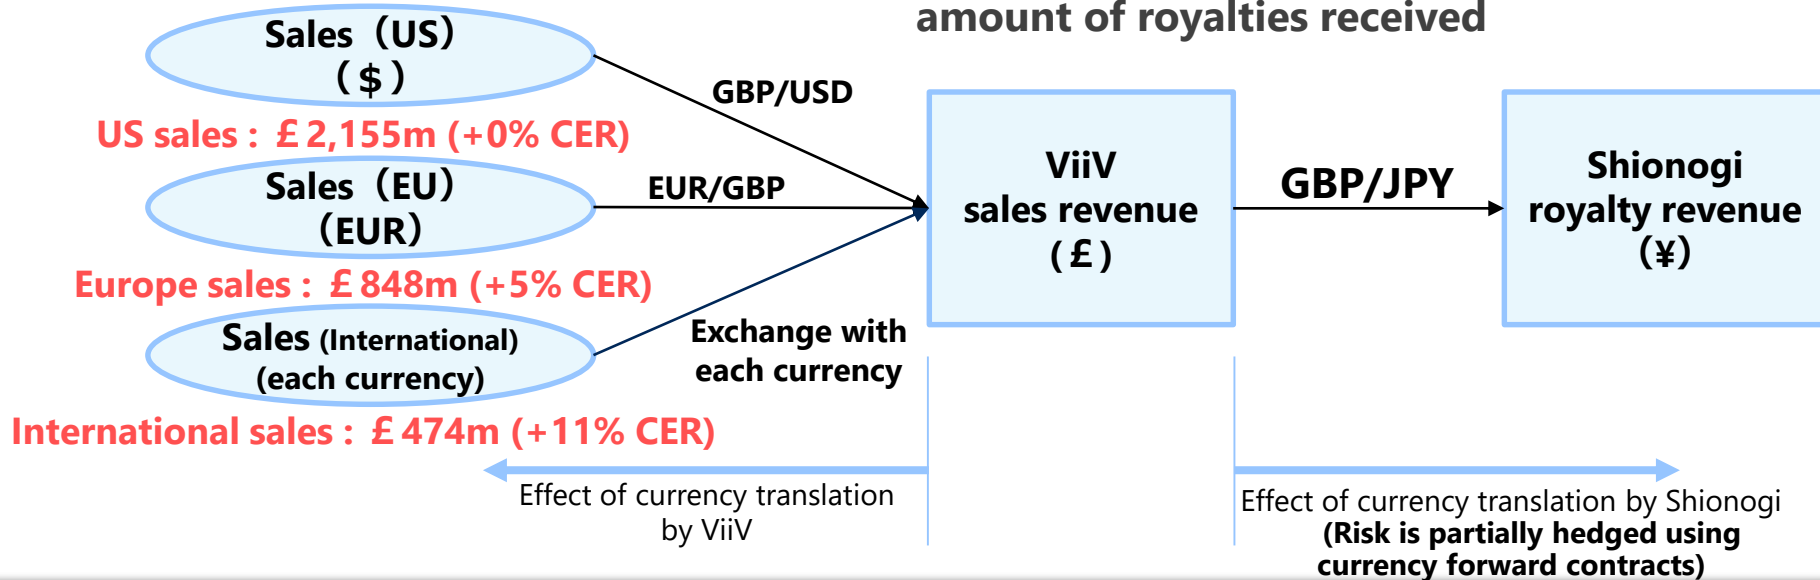 amount of royalties received
Sales（US）
（$）
GBP/USD
US sales : ￡2,155m (+0% CER)
Sales（EU）
（EUR）
EUR/GBP
Europe sales : ￡848m (+5% CER)
Sales (International)
(each currency)
Exchange with
each currency
International sales : ￡474m (+11% CER)
ViiV
sales revenue
(￡)
GBP/JPY
Shionogi
royalty revenue
(¥)
Effect of currency translation
by ViiV
Effect of currency translation by Shionogi
(Risk is partially hedged using
currency forward contracts)